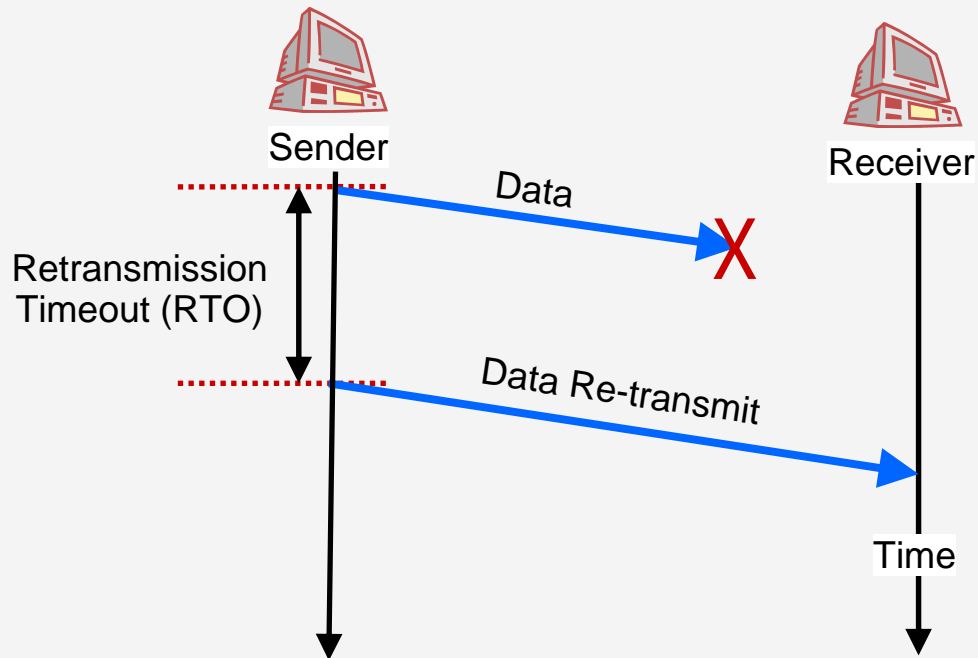 Sender
Receiver
Data
X
Retransmission
Timeout (RTO)
Data Re-transmit
Time